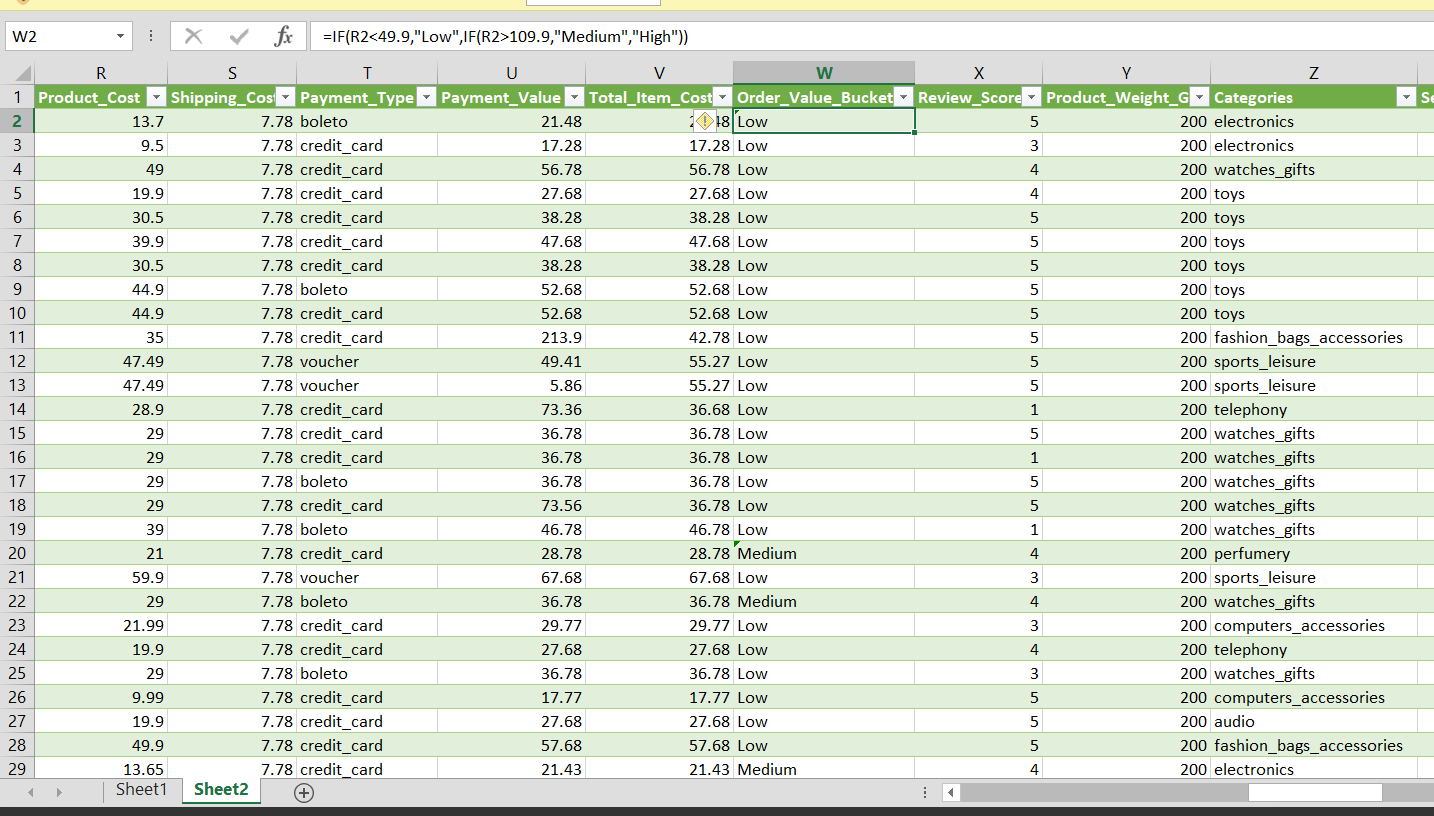 W2 fx =IF(R2<49.9,"Low",IF(R2>109.9,"Medium","High"))
R S T U V W X Y Z
1 Product_Cost Shipping_Cost Payment_Type Payment_Value Total_Item_Cost Order_Value_Bucket Review_Score Product_Weight_G Categories Se
2 13.7 7.78 boleto 21.48 48 Low 5 200 electronics
3 9.5 7.78 credit_card 17.28 17.28 Low 3 200 electronics
4 49 7.78 credit_card 56.78 56.78 Low 4 200 watches_gifts
5 19.9 7.78 credit_card 27.68 27.68 Low 4 200 toys
6 30.5 7.78 credit_card 38.28 38.28 Low 5 200 toys
7 39.9 7.78 credit_card 47.68 47.68 Low 5 200 toys
8 30.5 7.78 credit_card 38.28 38.28 Low 5 200 toys
9 44.9 7.78 boleto 52.68 52.68 Low 5 200 toys
10 44.9 7.78 credit_card 52.68 52.68 Low 5 200 toys
11 35 7.78 credit_card 213.9 42.78 Low 5 200 fashion_bags_accessories
12 47.49 7.78 voucher 49.41 55.27 Low 5 200 sports_leisure
13 47.49 7.78 voucher 5.86 55.27 Low 5 200 sports_leisure
14 28.9 7.78 credit_card 73.36 36.68 Low 1 200 telephony
15 29 7.78 credit_card 36.78 36.78 Low 5 200 watches_gifts
16 29 7.78 credit_card 36.78 36.78 Low 1 200 watches_gifts
17 29 7.78 boleto 36.78 36.78 Low 5 200 watches_gifts
18 29 7.78 credit_card 73.56 36.78 Low 5 200 watches_gifts
19 39 7.78 boleto 46.78 46.78 Low 1 200 watches_gifts
20 21 7.78 credit_card 28.78 28.78 Medium 4 200 perfumery
21 59.9 7.78 voucher 67.68 67.68 Low 3 200 sports_leisure
22 29 7.78 boleto 36.78 36.78 Medium 4 200 watches_gifts
23 21.99 7.78 credit_card 29.77 29.77 Low 3 200 computers_accessories
24 19.9 7.78 credit_card 27.68 27.68 Low 4 200 telephony
25 29 7.78 boleto 36.78 36.78 Low 3 200 watches_gifts
26 9.99 7.78 credit_card 17.77 17.77 Low 5 200 computers_accessories
27 19.9 7.78 credit_card 27.68 27.68 Low 5 200 audio
28 49.9 7.78 credit_card 57.68 57.68 Low 5 200 fashion_bags_accessories
29 13.65 7.78 credit_card 21.43 21.43 Medium 4 200 electronics
Sheet1 Sheet2